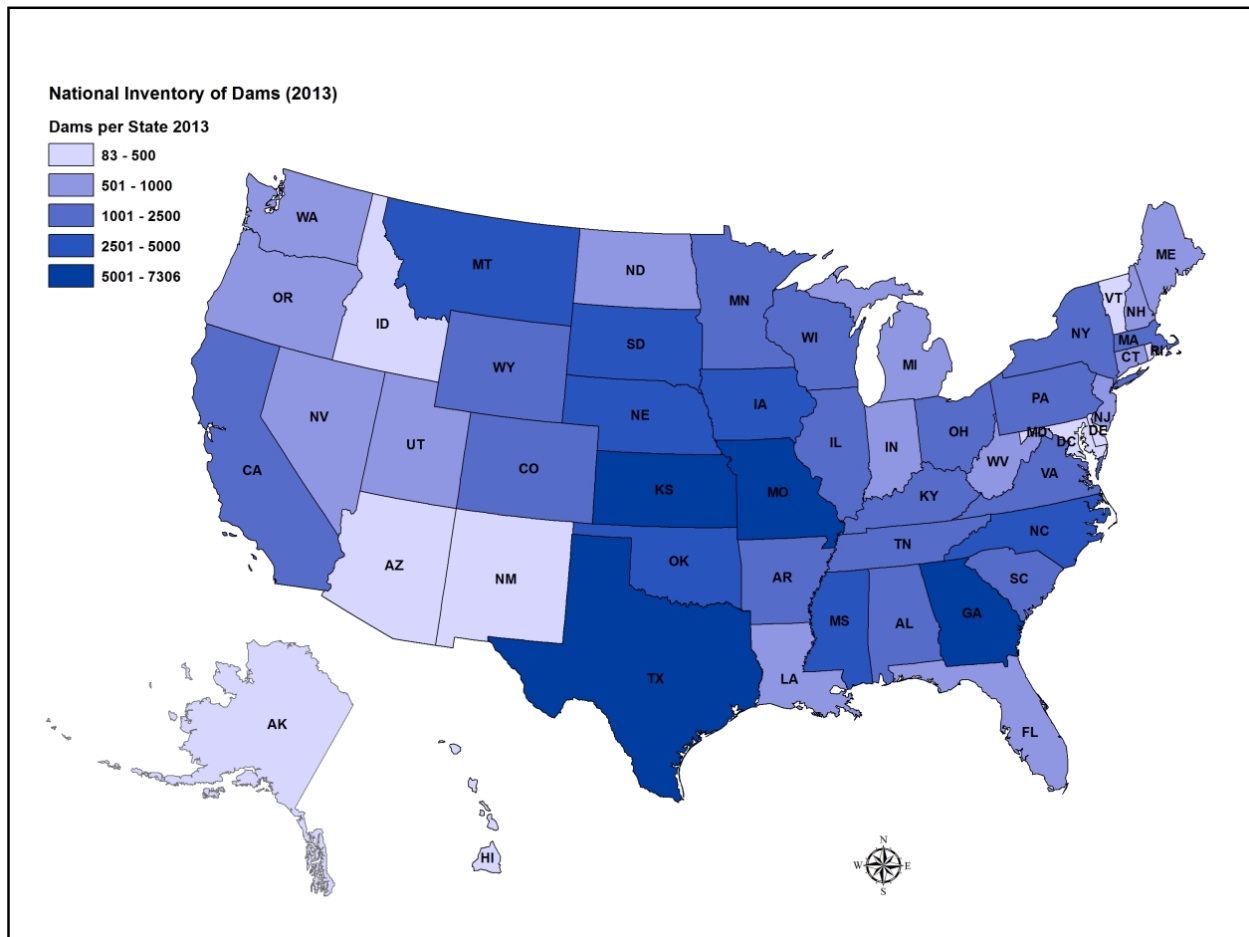 National Inventory of Dams (2013)
Dams per State 2013
83 - 500
501 - 1000
1001 - 2500
2501 - 5000
5001 - 7306
WA
MT
ND
MN
ME
VT
NH
OR
ID
SD
WI
NY
MA
MI
CT
RI
WY
NE
IA
PA
NV
UT
CO
IL
IN
OH
NJ
MD
DC
DE
WV
VA
CA
KS
MO
KY
NC
TN
AZ
NM
OK
AR
SC
MS
AL
GA
TX
LA
FL
AK
HI
N
W E
S